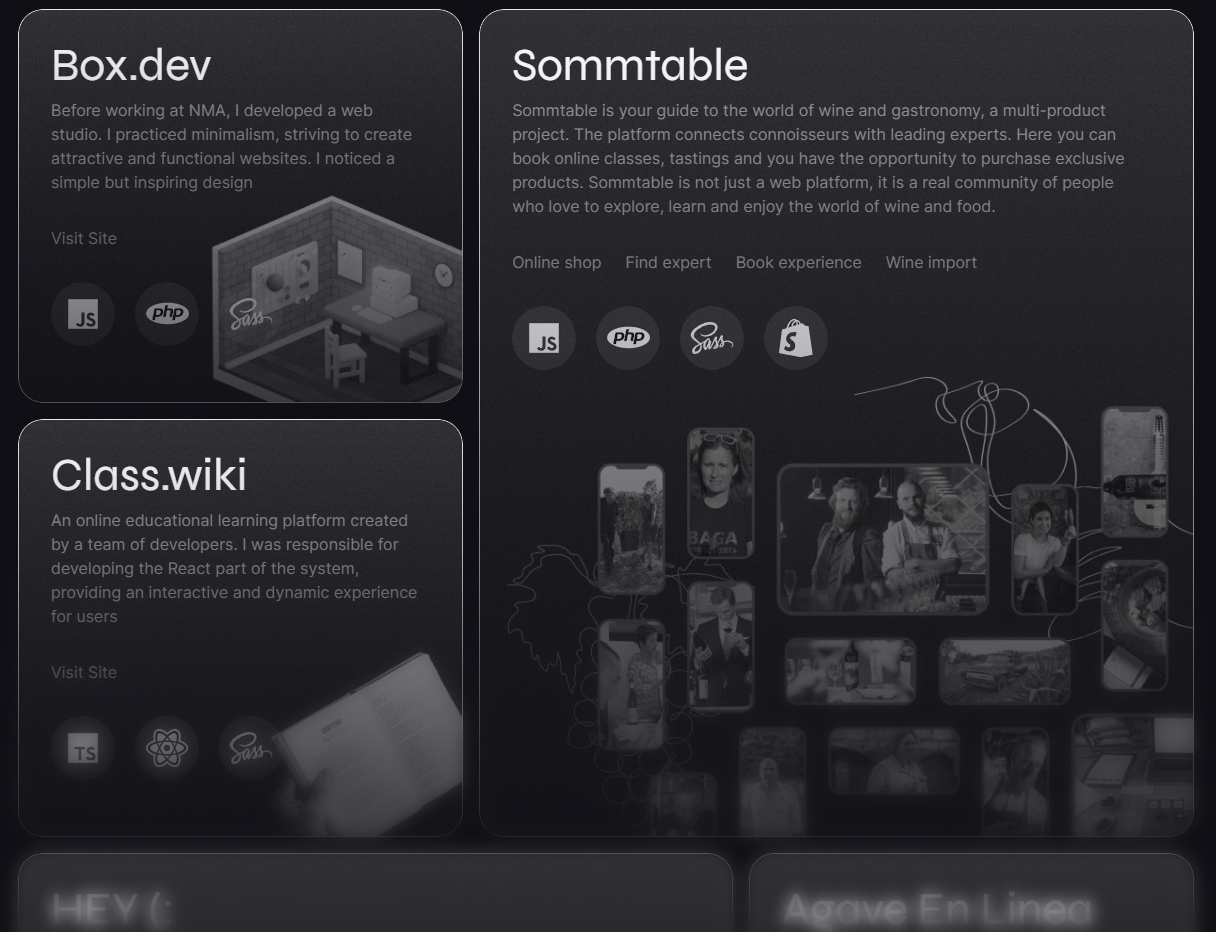 Box.dev
Before working at NMA, I developed a web
studio. I practiced minimalism, striving to create
attractive and functional websites. I noticed a
simple but inspiring design
Visit Site
JS
php
Sass
Class.wiki
An online educational learning platform created
by a team of developers. I was responsible for
developing the React part of the system,
providing an interactive and dynamic experience
for users
Visit Site
TS
Sass
Sommtable
Sommtable is your guide to the world of wine and gastronomy, a multi-product
project. The platform connects connoisseurs with leading experts. Here you can
book online classes, tastings and you have the opportunity to purchase exclusive
products. Sommtable is not just a web platform, it is a real community of people
who love to explore, learn and enjoy the world of wine and food.
Online shop Find expert Book experience Wine import
JS
php
Sass
S
BAGA
HEY (:
Agave En Linea